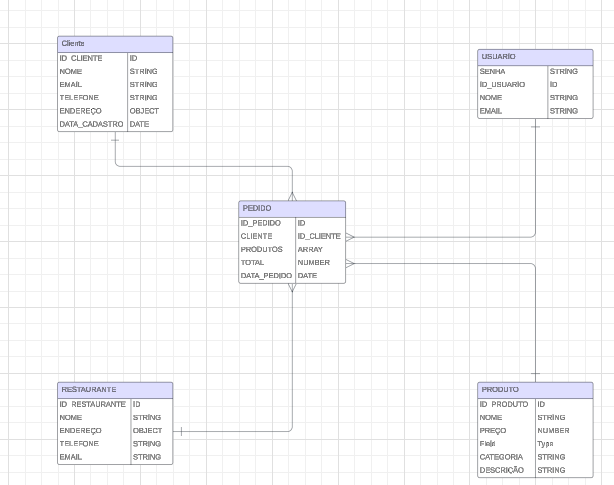 Cliente
ID_CLIENTE ID
NOME STRING
EMAIL STRING
TELEFONE STRING
ENDEREÇO OBJECT
DATA_CADASTRO DATE
USUARIO
SENHA STRING
ID_USUARIO ID
NOME STRING
EMAIL STRING
PEDIDO
ID_PEDIDO ID
CLIENTE ID_CLIENTE
PRODUTOS ARRAY
TOTAL NUMBER
DATA_PEDIDO DATE
RESTAURANTE
ID_RESTAURANTE ID
NOME STRING
ENDEREÇO OBJECT
TELEFONE STRING
EMAIL STRING
PRODUTO
ID_PRODUTO ID
NOME STRING
PREÇO NUMBER
Field Type
CATEGORIA STRING
DESCRIÇÃO STRING